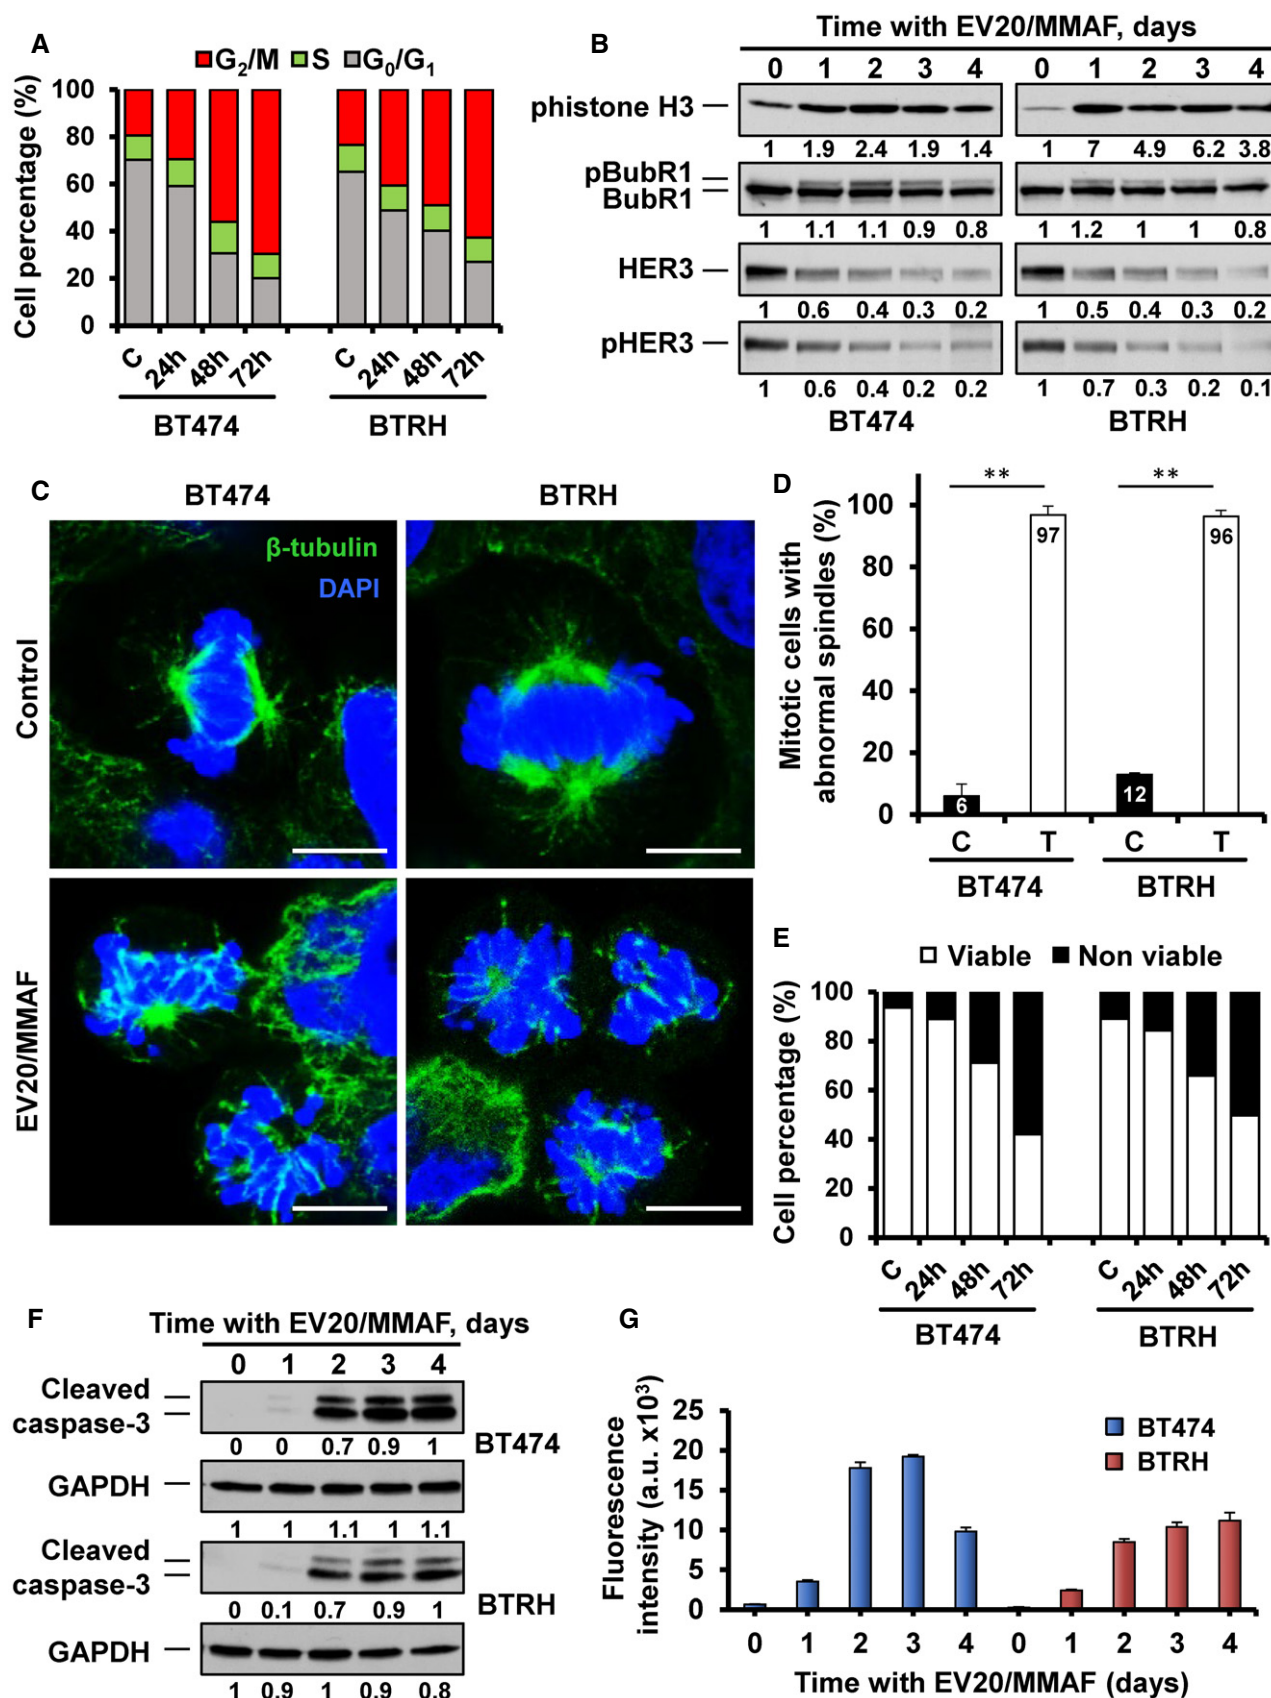 A
G2/M S G0/G1
Cell percentage (%)
100
80
60
40
20
0
C 24h 48h 72h C 24h 48h 72h
BT474 BTRH
B
Time with EV20/MMAF, days
0 1 2 3 4 0 1 2 3 4
phistone H3
1 1.9 2.4 1.9 1.4 1 7 4.9 6.2 3.8
pBubR1
BubR1
1 1.1 1.1 0.9 0.8 1 1.2 1 1 0.8
HER3
1 0.6 0.4 0.3 0.2 1 0.5 0.4 0.3 0.2
pHER3
1 0.6 0.4 0.2 0.2 1 0.7 0.3 0.2 0.1
BT474 BTRH
C
BT474 BTRH
β-tubulin
DAPI
Control
EV20/MMAF
D
Mitotic cells with
abnormal spindles (%)
100
80
60
40
20
0
** **
6 97 12 96
C T C T
BT474 BTRH
E
Viable Non viable
Cell percentage (%)
100
80
60
40
20
0
C 24h 48h 72h C 24h 48h 72h
BT474 BTRH
F
Time with EV20/MMAF, days
0 1 2 3 4
Cleaved
caspase-3
0 0 0.7 0.9 1
BT474
GAPDH
1 1 1.1 1 1.1
Cleaved
caspase-3
0 0.1 0.7 0.9 1
BTRH
GAPDH
1 0.9 1 0.9 0.8
G
Fluorescence
intensity (a.u. x10³)
25
20
15
10
5
0
BT474
BTRH
0 1 2 3 4 0 1 2 3 4
Time with EV20/MMAF (days)